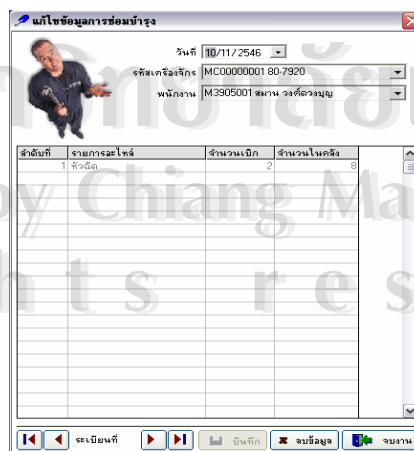 แก้ไขข้อมูลการซ่อมบำรุง
วันที่ 10/11/2546
รหัสเครื่องจักร MC00000001 80-7920
พนักงาน M3905001 สมาน วงค์ดวงบุญ
ลำดับที่ รายการอะไหล่ จำนวนเบิก จำนวนในคลัง
1 หัวฉีด 2 8
by Chiang Ma
h t s r e s
ระเบียนที่ บันทึก ลบข้อมูล จบงาน